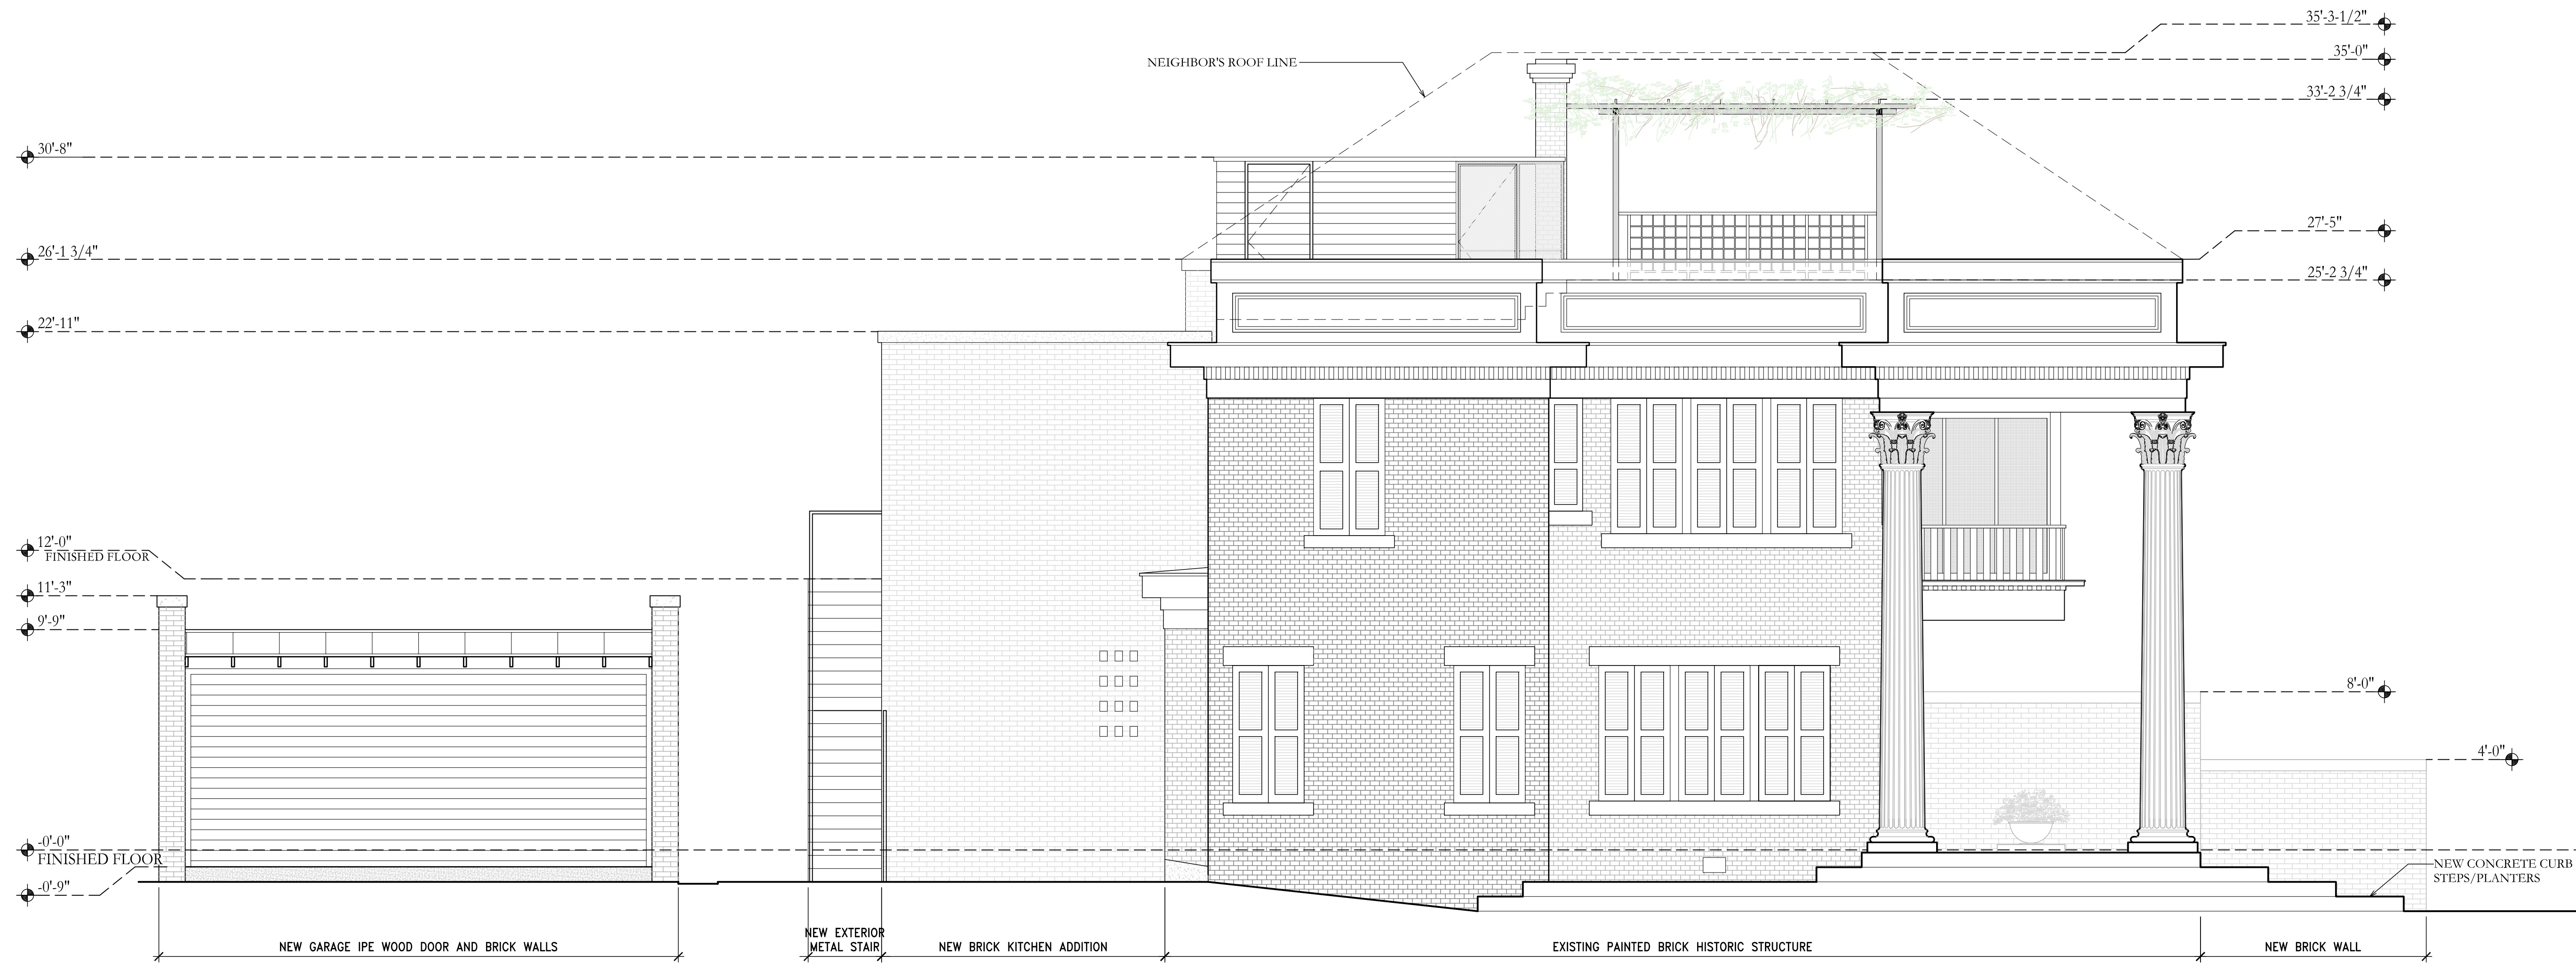 35'-3-1/2"
NEIGHBOR'S ROOF LINE
35'-0"
33'-2 3/4"
30'-8"
27'-5"
26'-1 3/4"
25'-2 3/4"
22'-11"
12'-0"
FINISHED FLOOR
11'-3"
9'-9"
8'-0"
4'-0"
-0'-0"
FINISHED FLOOR
-0'-9"
NEW CONCRETE CURB
STEPS/PLANTERS
NEW GARAGE IPE WOOD DOOR AND BRICK WALLS
NEW EXTERIOR
METAL STAIR
NEW BRICK KITCHEN ADDITION
EXISTING PAINTED BRICK HISTORIC STRUCTURE
NEW BRICK WALL